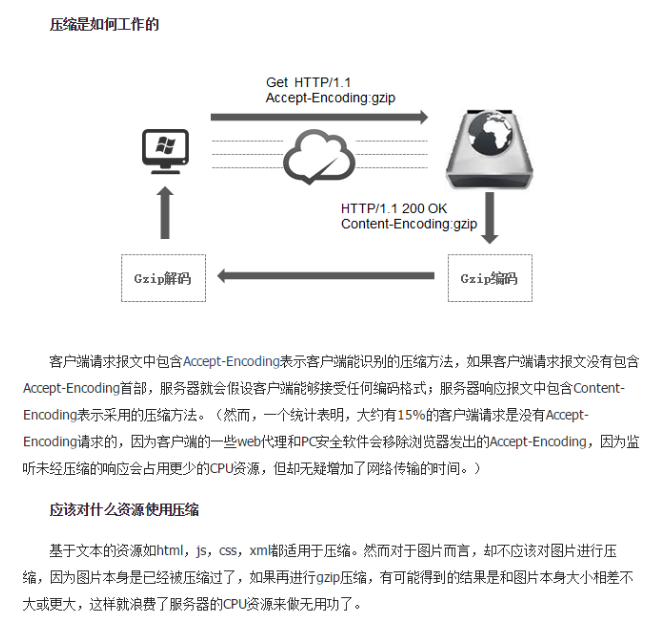 压缩是如何工作的
Get HTTP/1.1
Accept-Encoding:gzip
HTTP/1.1 200 OK
Content-Encoding:gzip
Gzip解码
Gzip编码
客户端请求报文中包含Accept-Encoding表示客户端能识别的压缩方法，如果客户端请求报文没有包含
Accept-Encoding首部，服务器就会假设客户端能够接受任何编码格式；服务器响应报文中包含Content-
Encoding表示采用的压缩方法。（然而，一个统计表明，大约有15%的客户端请求是没有Accept-
Encoding请求的，因为客户端的一些web代理和PC安全软件会移除浏览器发出的Accept-Encoding，因为监
听未经压缩的响应会占用更少的CPU资源，但却无疑增加了网络传输的时间。）
应该对什么资源使用压缩
基于文本的资源如html，js，css，xml都适用于压缩。然而对于图片而言，却不应该对图片进行压
缩，因为图片本身是已经被压缩过了，如果再进行gzip压缩，有可能得到的结果是和图片本身大小相差不
大或更大，这样就浪费了服务器的CPU资源来做无用功了。